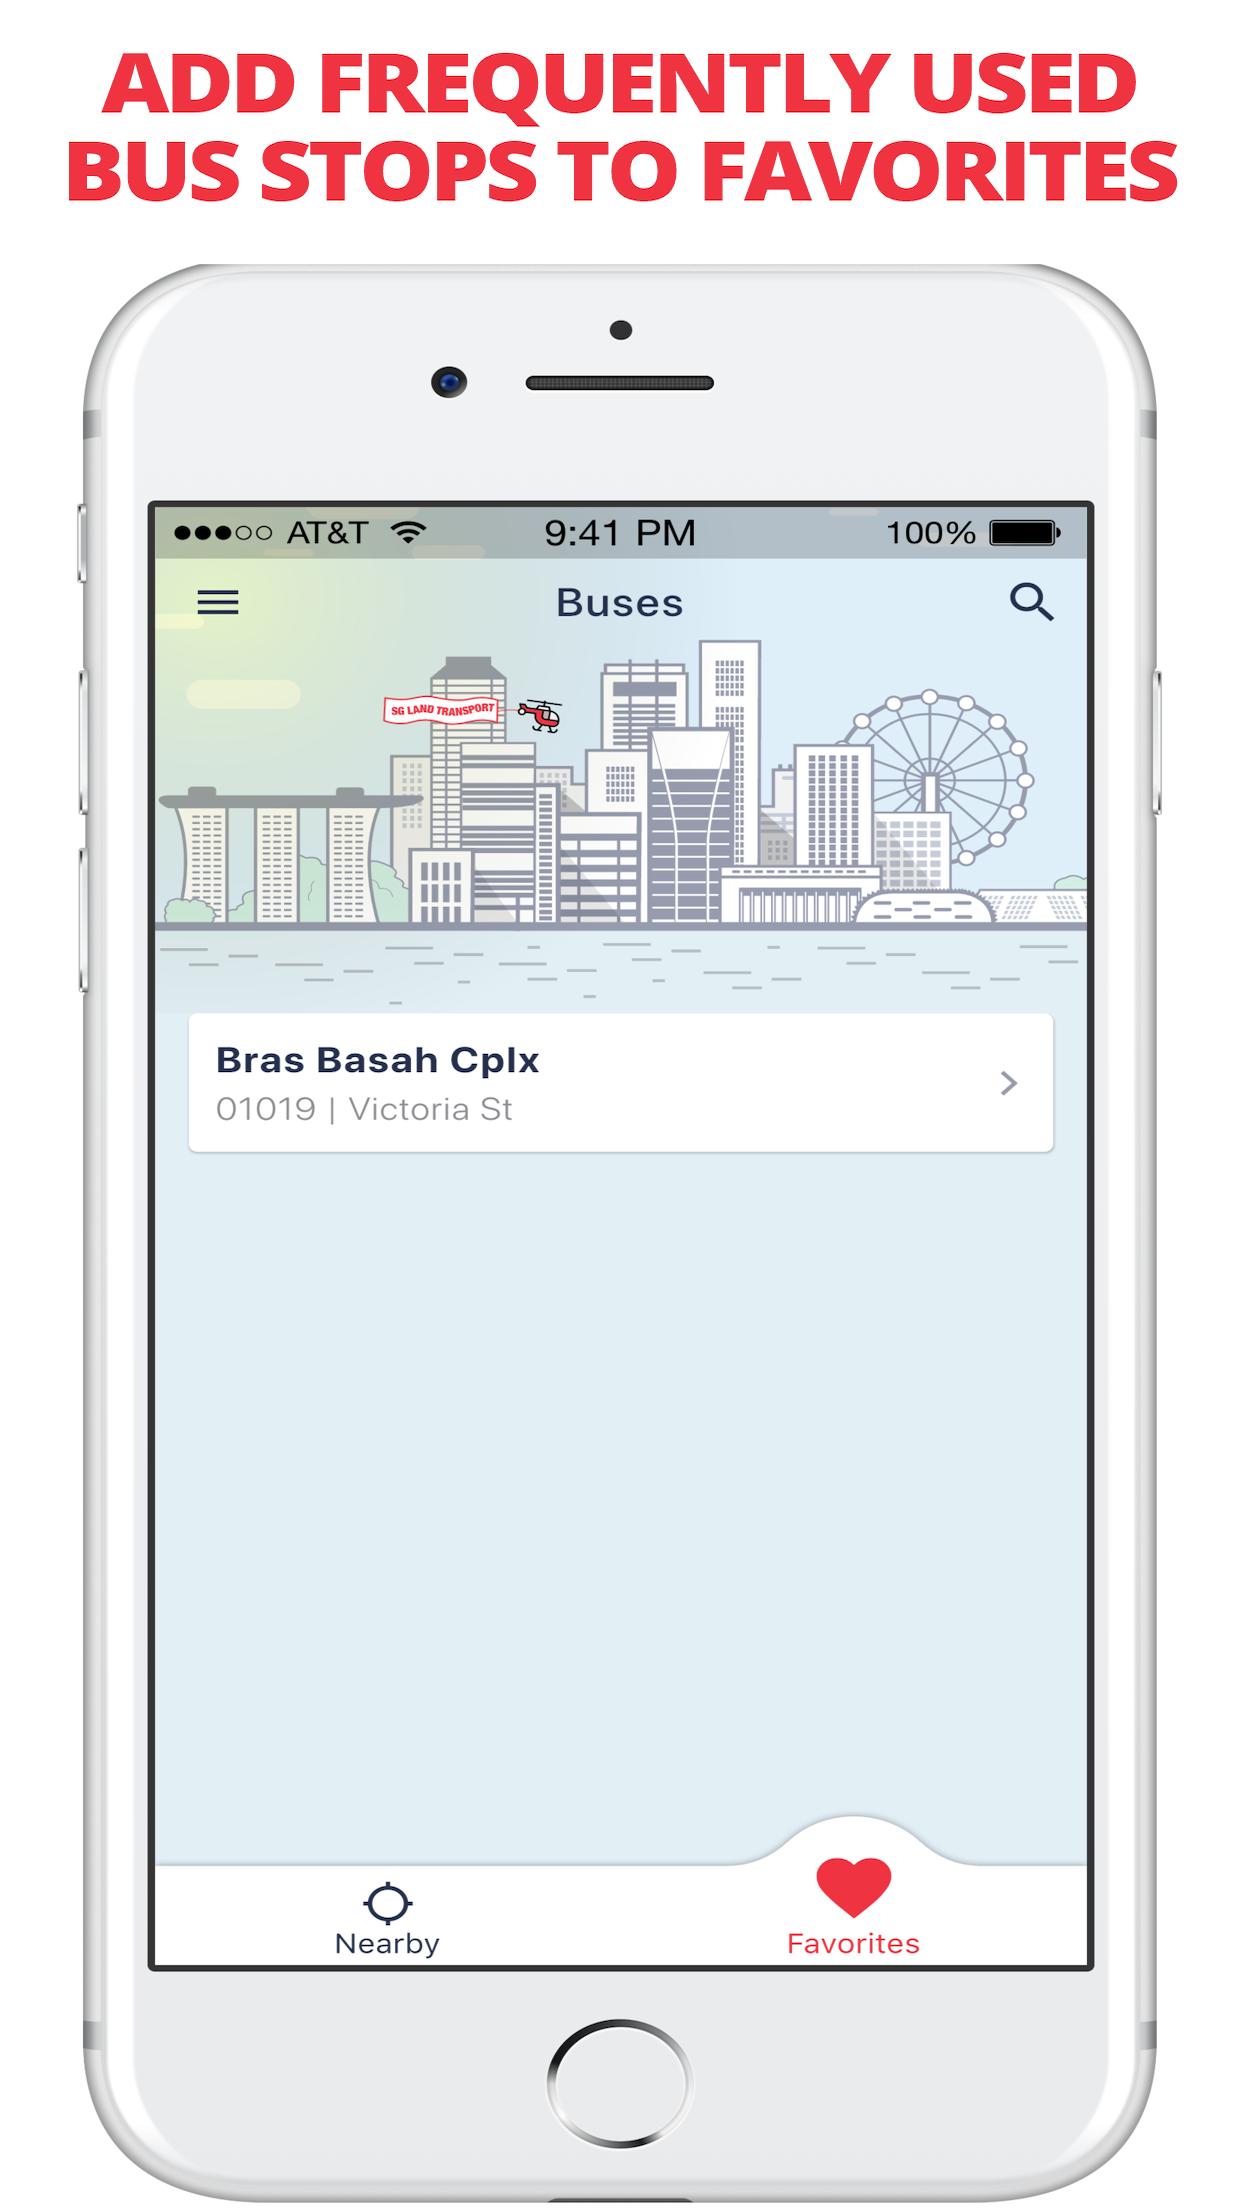 ADD FREQUENTLY USED
BUS STOPS TO FAVORITES
AT&T 9:41 PM 100%
Buses
SG LAND TRANSPORT
Bras Basah Cplx
01019 | Victoria St
Nearby Favorites